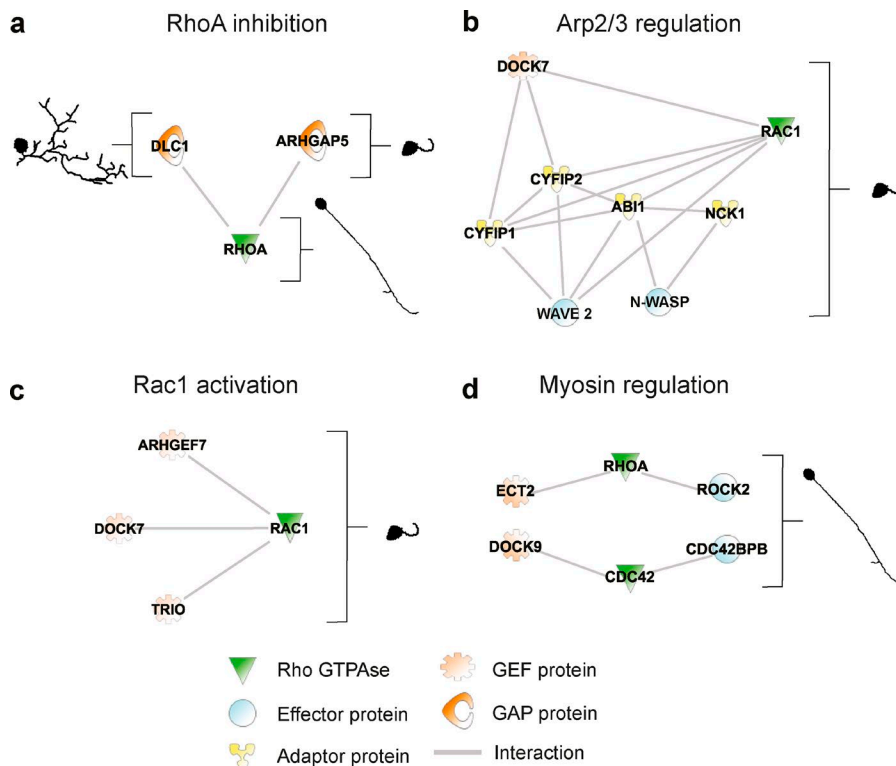 a
RhoA inhibition
DLC1
ARHGAP5
RHOA
b
Arp2/3 regulation
DOCK7
RAC1
CYFIP2
ABI1
NCK1
CYFIP1
WAVE 2
N-WASP
c
Rac1 activation
ARHGEF7
DOCK7
RAC1
TRIO
d
Myosin regulation
RHOA
ECT2
ROCK2
DOCK9
CDC42BPB
CDC42
Rho GTPAse
GEF protein
Effector protein
GAP protein
Adaptor protein
Interaction